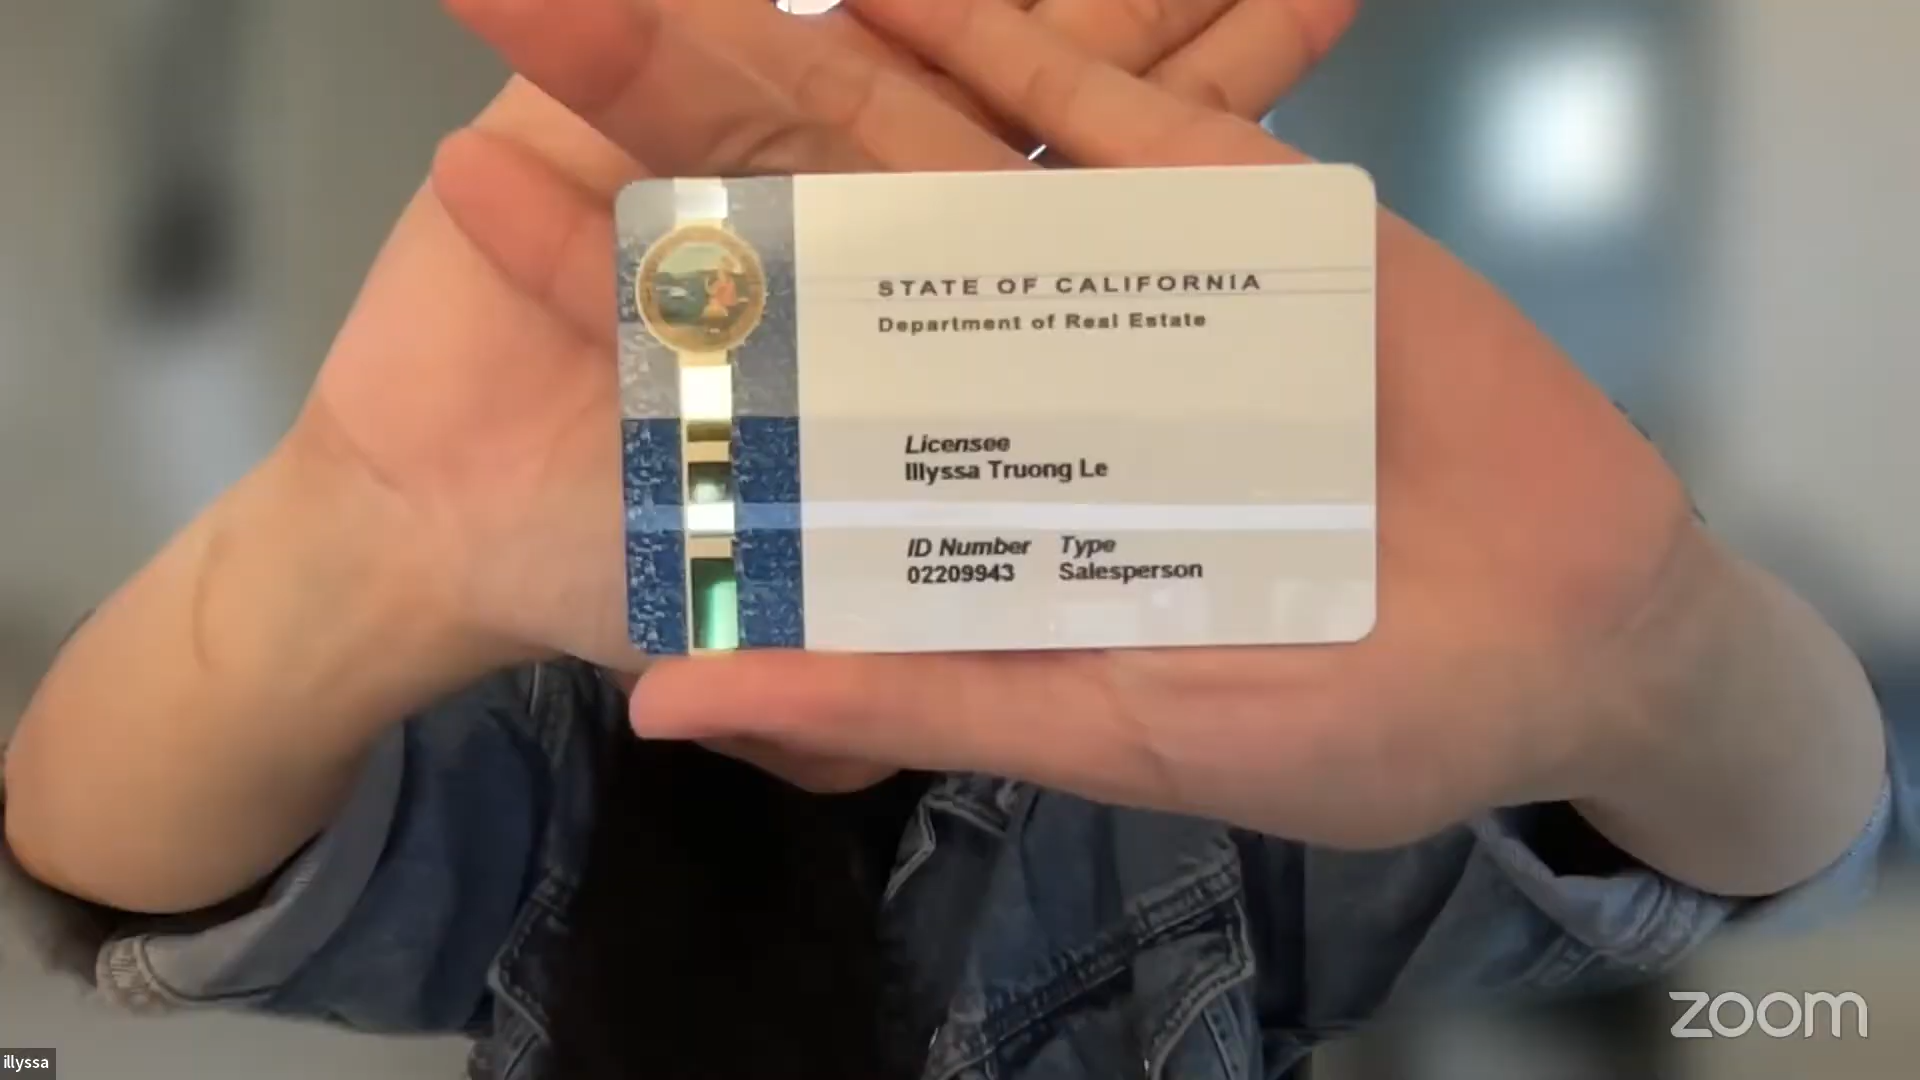 STATE OF CALIFORNIA
Department of Real Estate
Licensee
Illyssa Truong Le
ID Number Type
02209943 Salesperson
zoom
illyssa